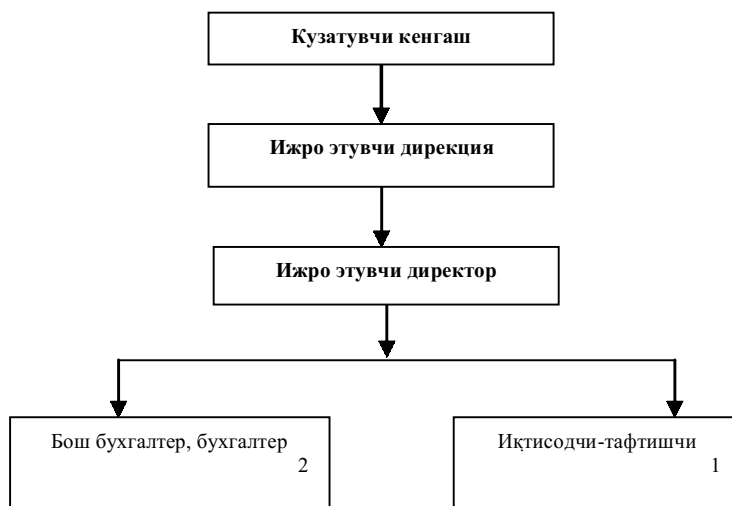 Кузатувчи кенгаш
Ижро этувчи дирекция
Ижро этувчи директор
Бош бухгалтер, бухгалтер
2
Иқтисодчи-тафтишчи
1